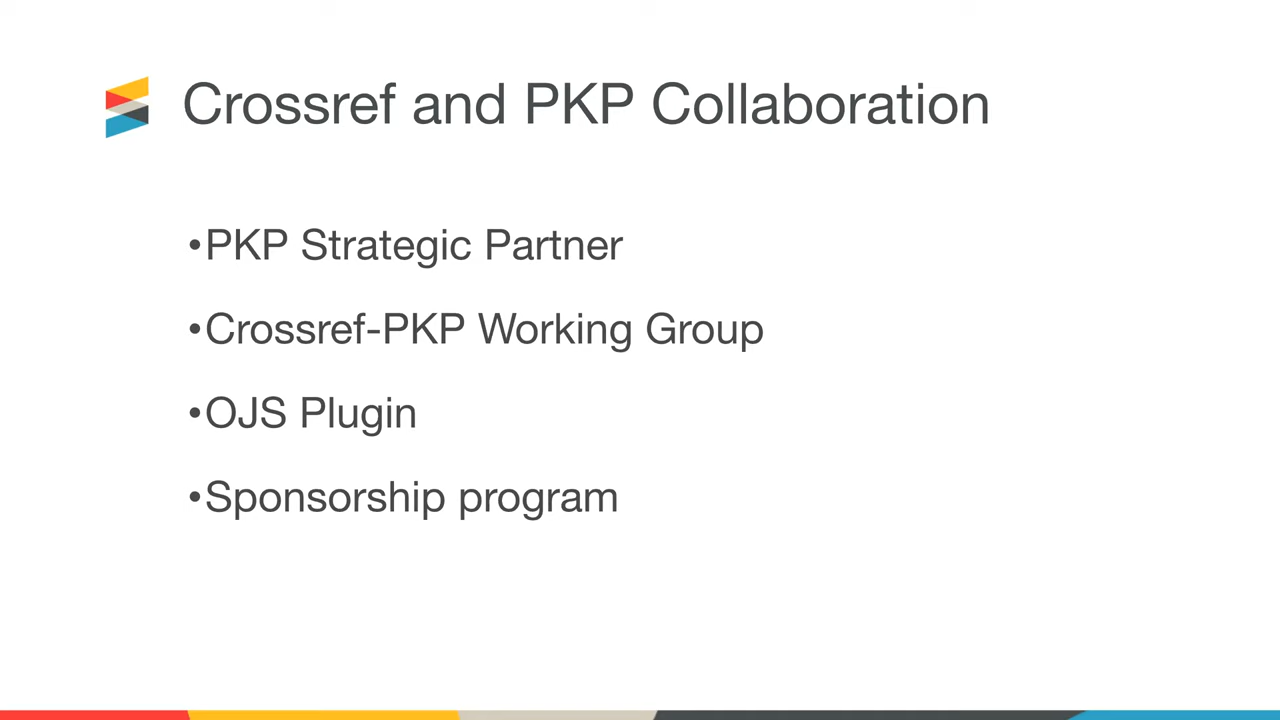 Crossref and PKP Collaboration
•PKP Strategic Partner
•Crossref-PKP Working Group
•OJS Plugin
•Sponsorship program